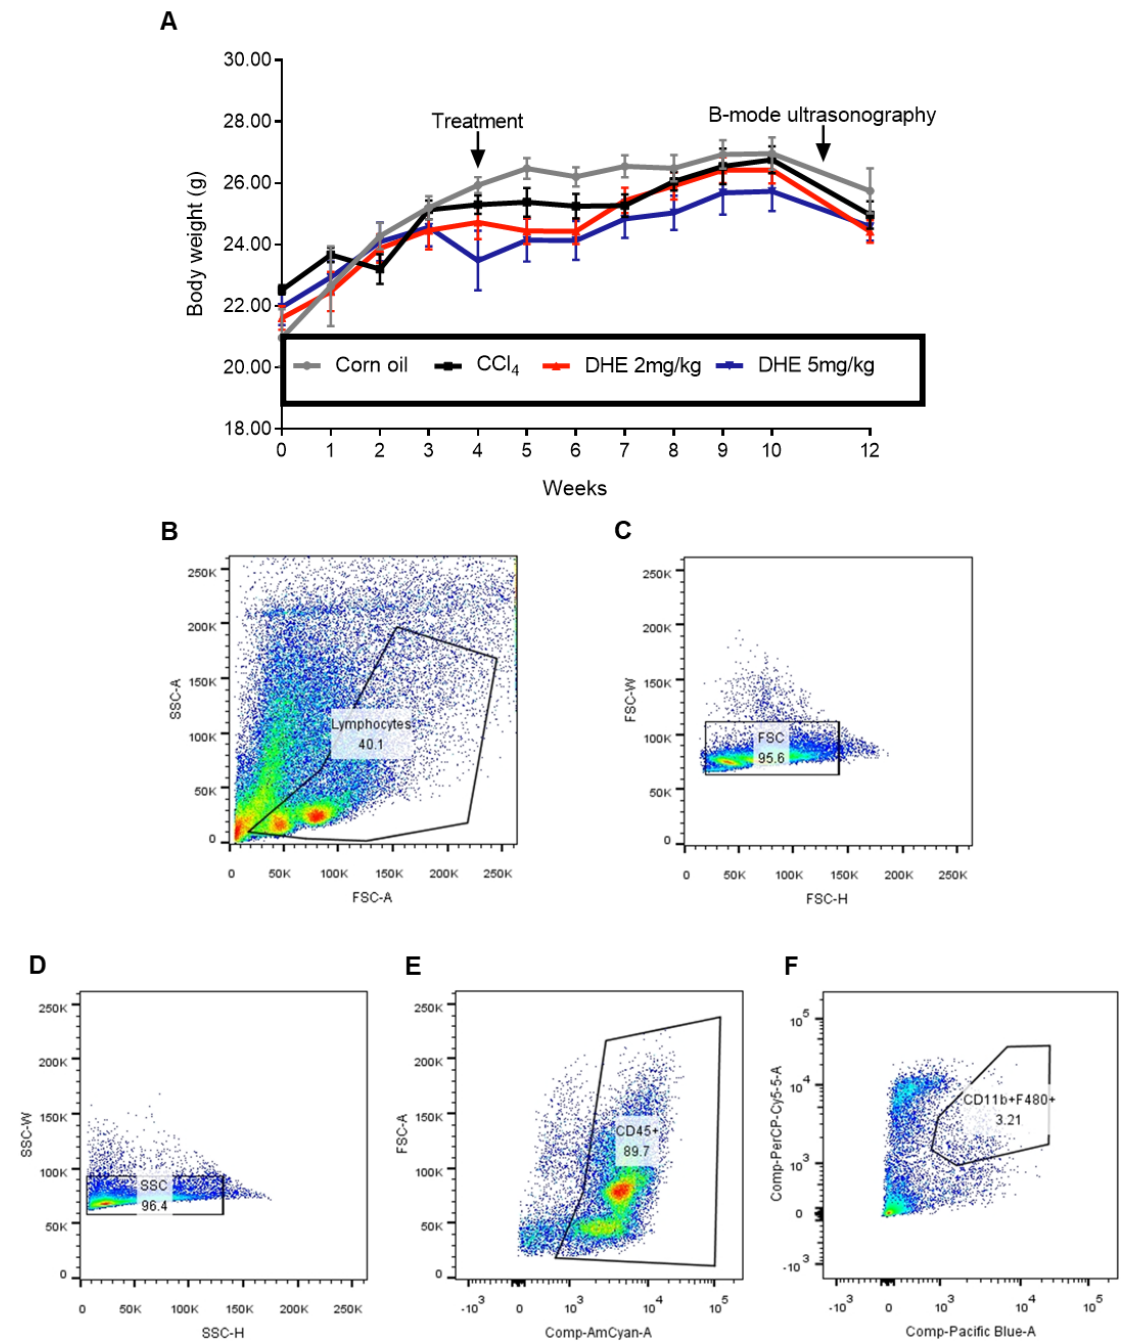 A
30.00
28.00
26.00
24.00
22.00
20.00
18.00
Body weight (g)
Treatment
B-mode ultrasonography
Corn oil CCl4 DHE 2mg/kg DHE 5mg/kg
0 1 2 3 4 5 6 7 8 9 10 12
Weeks
B
250K
200K
150K
100K
50K
0
SSC-A
Lymphocytes
40.1
0 50K 100K 150K 200K 250K
FSC-A
C
250K
200K
150K
100K
50K
0
FSC-W
FSC
95.6
0 50K 100K 150K 200K 250K
FSC-H
D
250K
200K
150K
100K
50K
0
SSC-W
SSC
96.4
0 50K 100K 150K 200K 250K
SSC-H
E
250K
200K
150K
100K
50K
0
FSC-A
CD45+
89.7
-10^3 0 10^3 10^4 10^5
Comp-AmCyan-A
F
10^5
10^4
10^3
0
-10^3
Comp-PerCP-Cy5-5-A
CD11b+F480+
3.21
-10^3 0 10^3 10^4 10^5
Comp-Pacific Blue-A